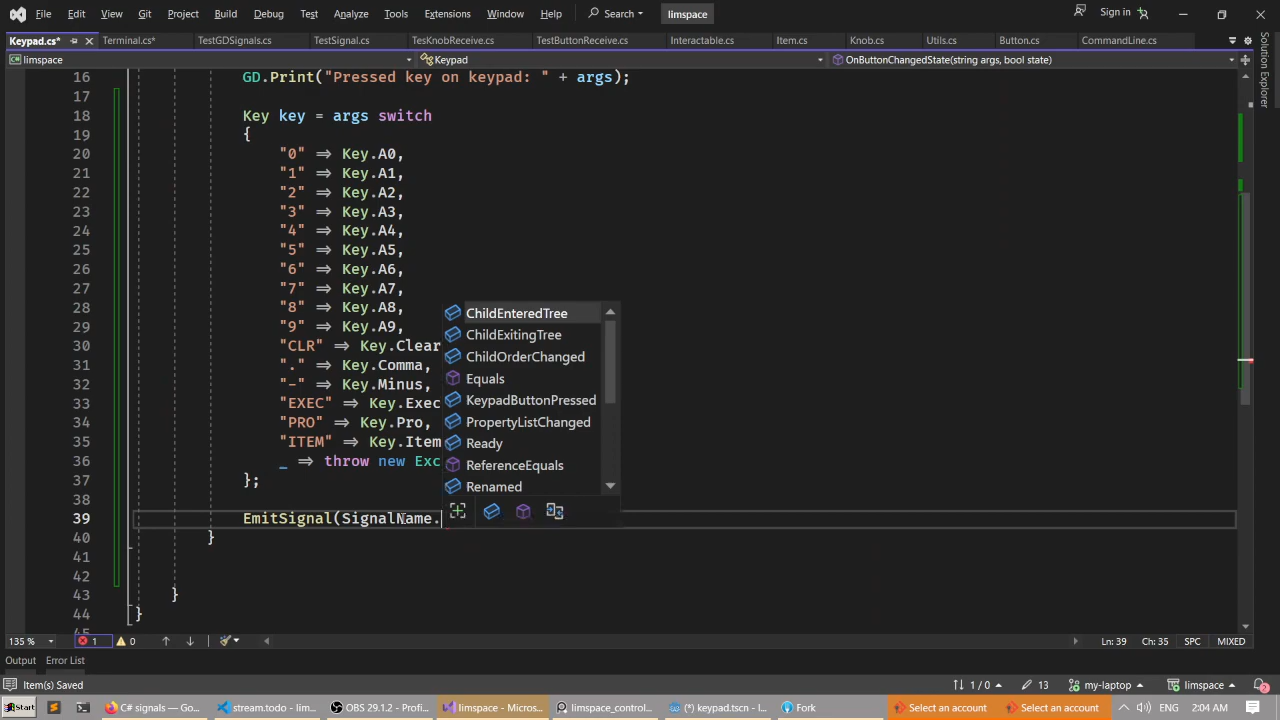 File Edit View Git Project Build Debug Test Analyze Tools Extensions Window Help Search limspace Sign in
Keypad.cs* Terminal.cs* TestGDSignals.cs TestSignal.cs TesKnobReceive.cs TestButtonReceive.cs Interactable.cs Item.cs Knob.cs Utils.cs Button.cs CommandLine.cs
limspace Keypad OnButtonChangedState(string args, bool state)
Solution Explorer
16 GD.Print("Pressed key on keypad: " + args);
17
18 Key key = args switch
19 {
20 "0" => Key.A0,
21 "1" => Key.A1,
22 "2" => Key.A2,
23 "3" => Key.A3,
24 "4" => Key.A4,
25 "5" => Key.A5,
26 "6" => Key.A6,
27 "7" => Key.A7,
28 "8" => Key.A8,
29 "9" => Key.A9,
30 "CLR" => Key.Clear
31 "." => Key.Comma,
32 "-" => Key.Minus,
33 "EXEC" => Key.Exec
34 "PRO" => Key.Pro,
35 "ITEM" => Key.Item
36 _ => throw new Exc
37 };
38
39 EmitSignal(SignalName.
40 }
41
42
43 }
44 }
45
ChildEnteredTree
ChildExitingTree
ChildOrderChanged
Equals
KeypadButtonPressed
PropertyListChanged
Ready
ReferenceEquals
Renamed
135 % 1 0 Ln: 39 Ch: 35 SPC MIXED
Output Error List
Item(s) Saved 1 / 0 13 my-laptop limspace 2
Start C# signals — Go... stream.todo - lim... OBS 29.1.2 - Profi... limspace - Micros... limspace_control... (*) keypad.tscn - l... Fork Select an account Select an account 2:04 AM